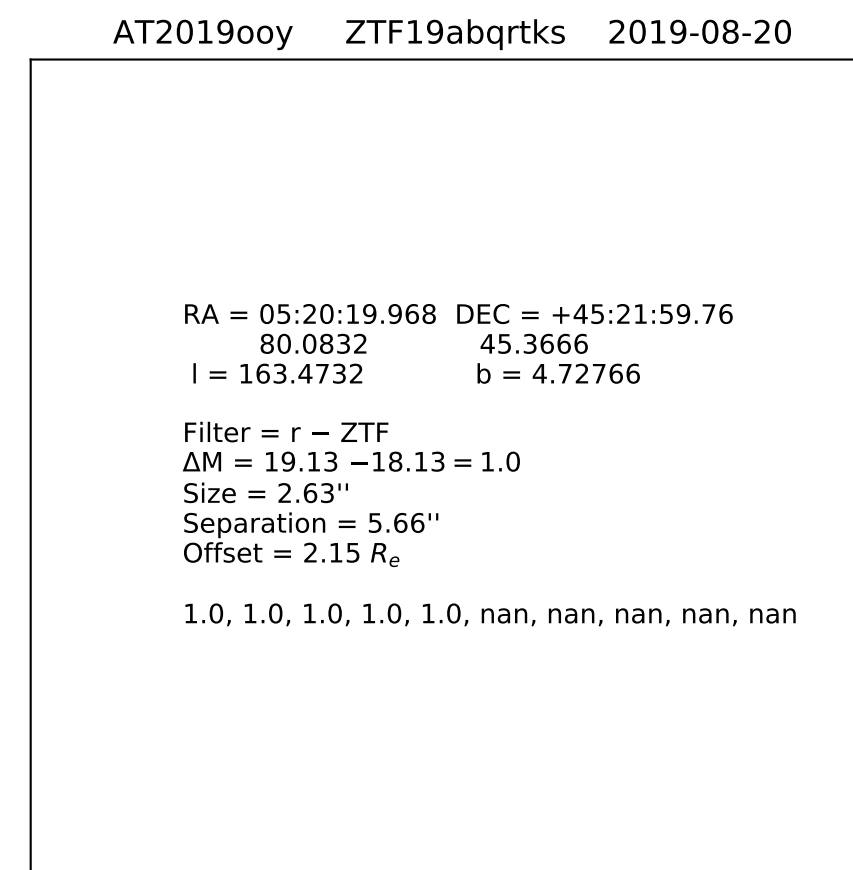 AT2019ooy ZTF19abqrtks 2019-08-20
RA = 05:20:19.968 DEC = +45:21:59.76
80.0832 45.3666
l = 163.4732 b = 4.72766
Filter = r − ZTF
ΔM = 19.13 −18.13 = 1.0
Size = 2.63''
Separation = 5.66''
Offset = 2.15 Re
1.0, 1.0, 1.0, 1.0, 1.0, nan, nan, nan, nan, nan